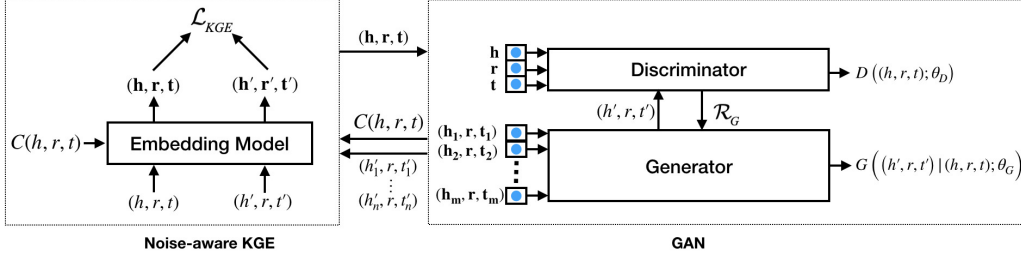 ℒ_KGE
(𝐡, 𝐫, 𝐭)
(𝐡′, 𝐫′, 𝐭′)
C(h, r, t)
Embedding Model
(h, r, t)
(h′, r, t′)
Noise-aware KGE
(𝐡, 𝐫, 𝐭)
C(h, r, t)
(h′₁, r, t′₁)
⋮
(h′ₙ, r, t′ₙ)
𝐡
𝐫
𝐭
Discriminator
D ((h, r, t); θ_D)
(h′, r, t′)
ℛ_G
(𝐡₁, 𝐫, 𝐭₁)
(𝐡₂, 𝐫, 𝐭₂)
(𝐡ₘ, 𝐫, 𝐭ₘ)
Generator
G ((h′, r, t′) | (h, r, t); θ_G)
GAN